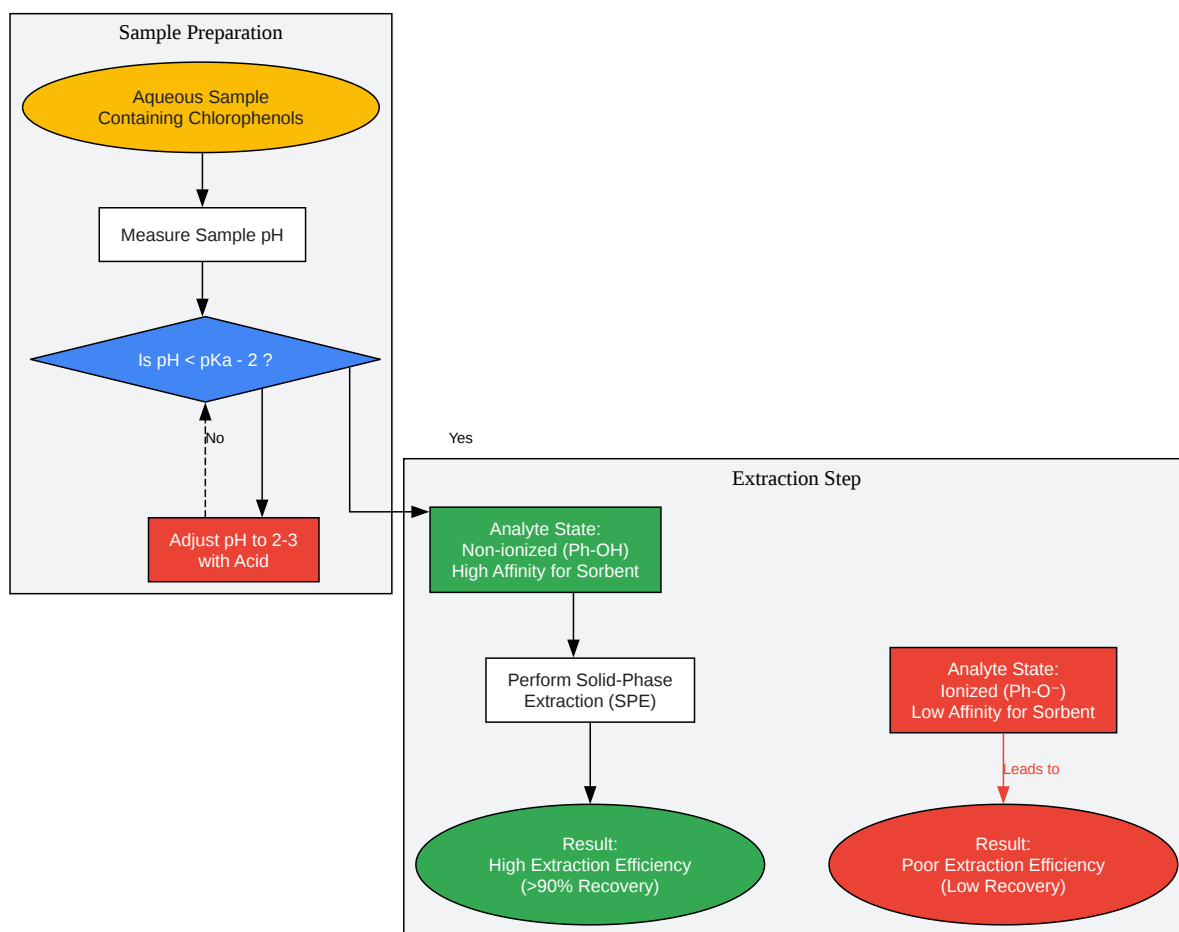 Sample Preparation
Aqueous Sample
Containing Chlorophenols
Measure Sample pH
Is pH < pKa - 2 ?
No
Yes
Adjust pH to 2-3
with Acid
Extraction Step
Analyte State:
Non-ionized (Ph-OH)
High Affinity for Sorbent
Perform Solid-Phase
Extraction (SPE)
Result:
High Extraction Efficiency
(>90% Recovery)
Analyte State:
Ionized (Ph-O⁻)
Low Affinity for Sorbent
Leads to
Result:
Poor Extraction Efficiency
(Low Recovery)